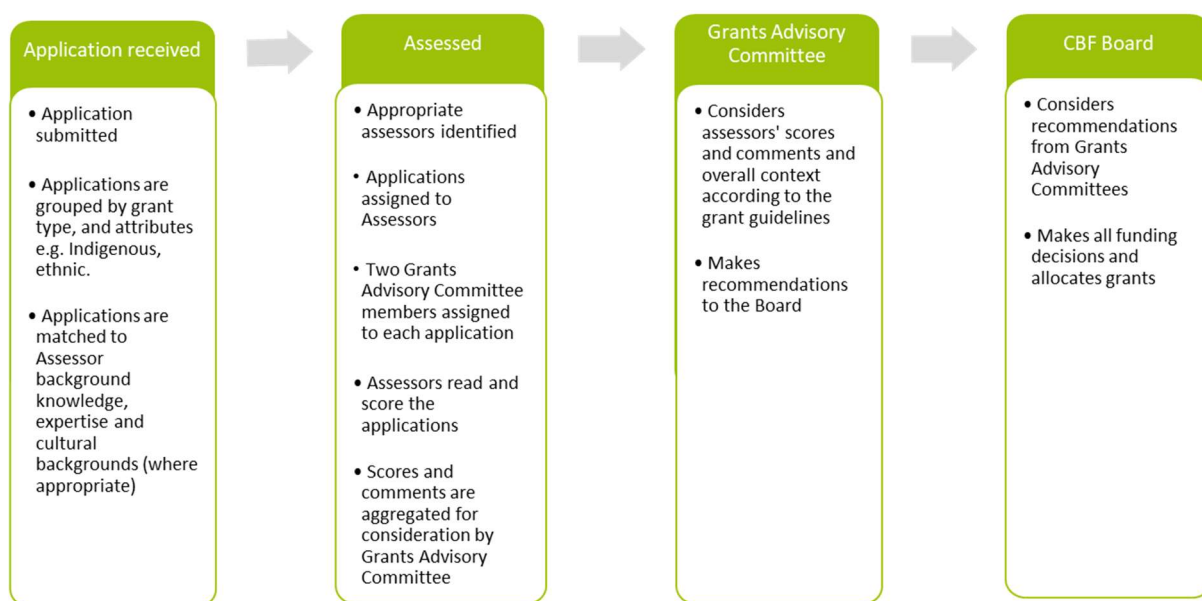 Application received
• Application
submitted
• Applications are
grouped by grant
type, and attributes
e.g. Indigenous,
ethnic.
• Applications are
matched to
Assessor
background
knowledge,
expertise and
cultural
backgrounds (where
appropriate)
Assessed
• Appropriate
assessors identified
• Applications
assigned to
Assessors
• Two Grants
Advisory Committee
members assigned
to each application
• Assessors read and
score the
applications
• Scores and
comments are
aggregated for
consideration by
Grants Advisory
Committee
Grants Advisory
Committee
• Considers
assessors' scores
and comments and
overall context
according to the
grant guidelines
• Makes
recommendations
to the Board
CBF Board
• Considers
recommendations
from Grants
Advisory
Committees
• Makes all funding
decisions and
allocates grants